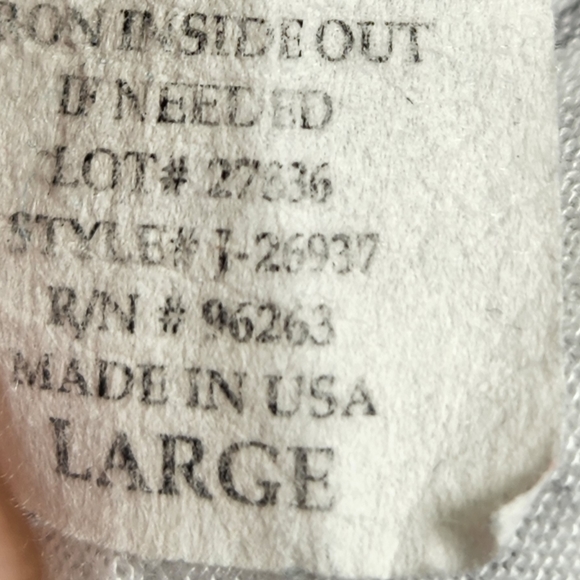 IRON INSIDE OUT
IF NEEDED
LOT# 27836
STYLE# J-26937
R/N # 96263
MADE IN USA
LARGE